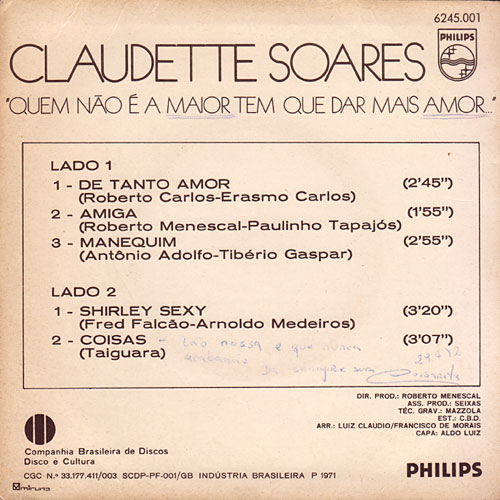 6245.001
PHILIPS
CLAUDETTE SOARES
"QUEM NÃO É A MAIOR TEM QUE DAR MAIS AMOR..."
LADO 1
1 - DE TANTO AMOR (2'45")
(Roberto Carlos-Erasmo Carlos)
2 - AMIGA (1'55")
(Roberto Menescal-Paulinho Tapajós)
3 - MANEQUIM (2'55")
(Antônio Adolfo-Tibério Gaspar)
LADO 2
1 - SHIRLEY SEXY (3'20")
(Fred Falcão-Arnoldo Medeiros)
2 - COISAS - São nossa e que nunca (3'07")
(Taiguara)
DIR. PROD.: ROBERTO MENESCAL
ASS. PROD.: SEIXAS
TÉC. GRAV.: MAZZOLA
EST.: C.B.D.
ARR.: LUIZ CLAUDIO/FRANCISCO DE MORAIS
CAPA: ALDO LUIZ
Companhia Brasileira de Discos
Disco é Cultura
CGC N.º 33.177.411/003 SCDP-PF-001/GB INDÚSTRIA BRASILEIRA P 1971
PHILIPS